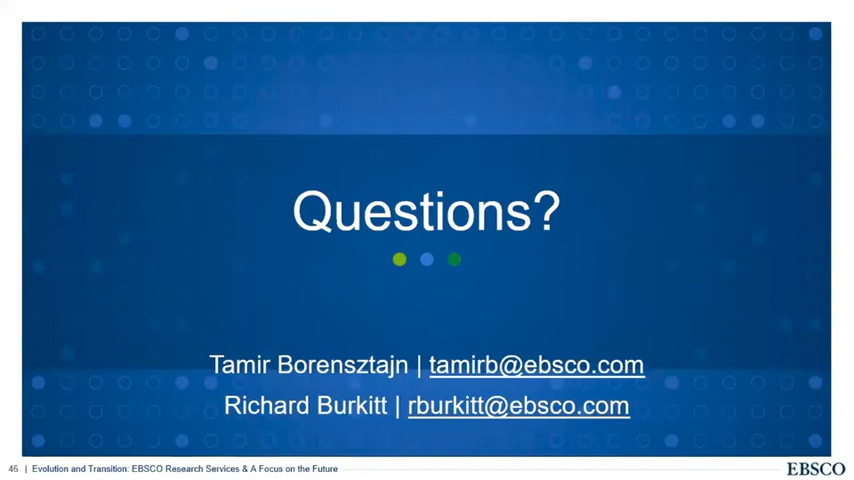 Questions?
Tamir Borensztajn | tamirb@ebsco.com
Richard Burkitt | rburkitt@ebsco.com
46 | Evolution and Transition: EBSCO Research Services & A Focus on the Future
EBSCO